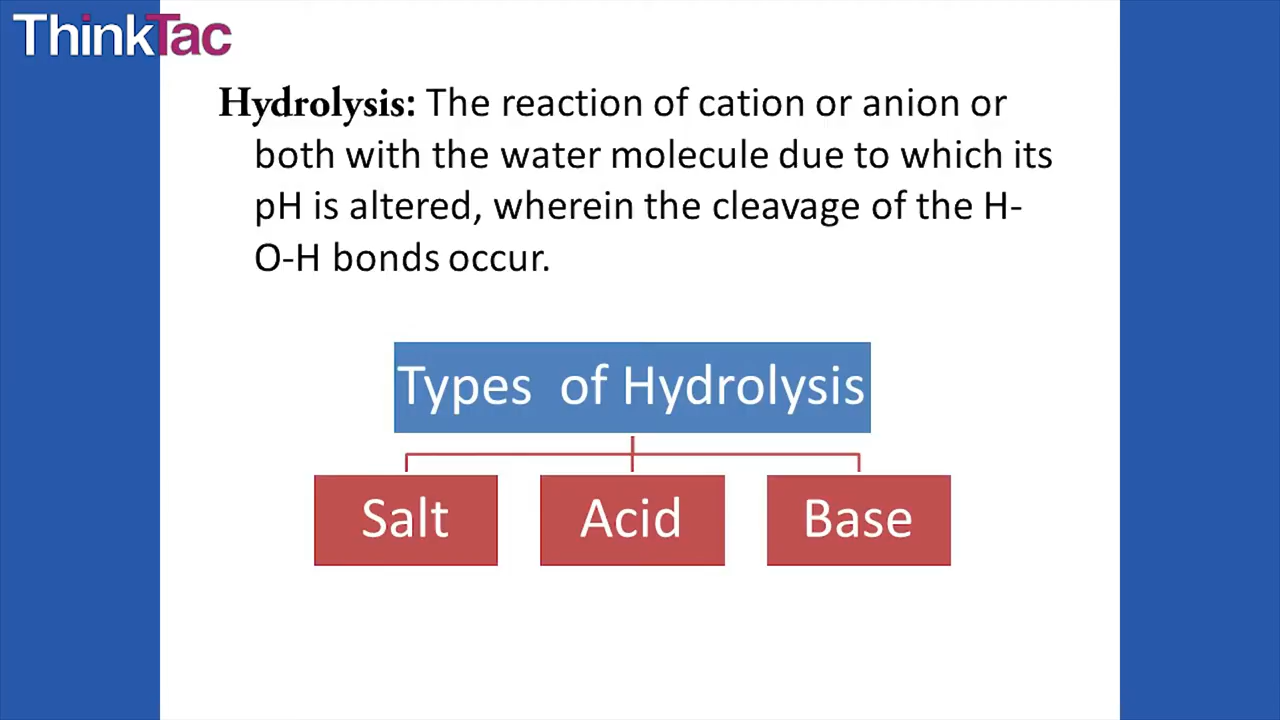 ThinkTac
Hydrolysis: The reaction of cation or anion or
both with the water molecule due to which its
pH is altered, wherein the cleavage of the H-
O-H bonds occur.
Types of Hydrolysis
Salt
Acid
Base